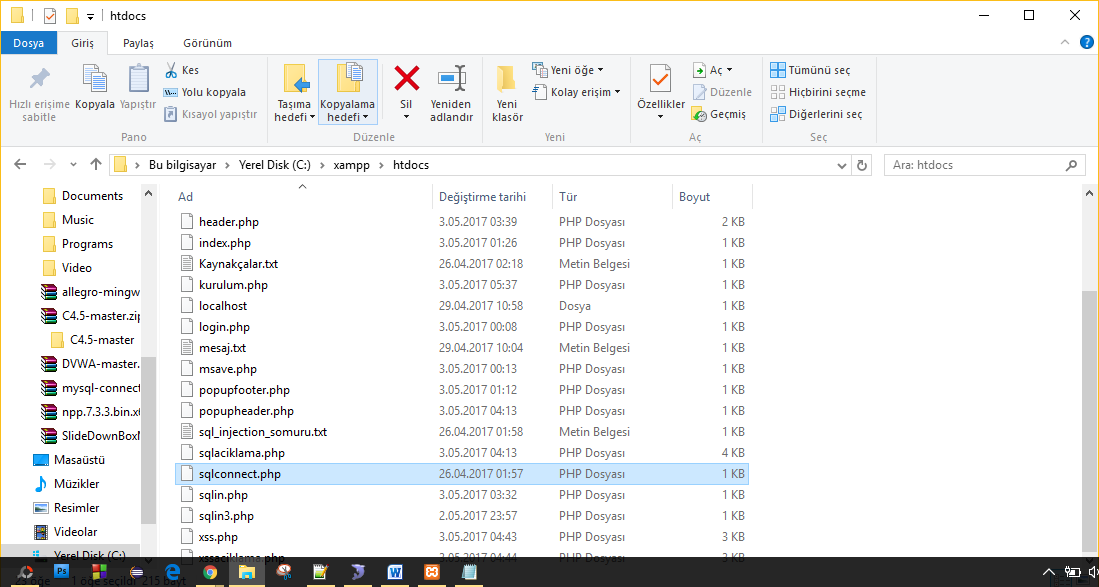 htdocs
Dosya Giriş Paylaş Görünüm
Hızlı erişime sabitle
Kopyala
Yapıştır
Kes
Yolu kopyala
Kısayol yapıştır
Pano
Taşıma hedefi
Kopyalama hedefi
Sil
Yeniden adlandır
Düzenle
Yeni klasör
Yeni öğe
Kolay erişim
Yeni
Özellikler
Aç
Düzenle
Geçmiş
Aç
Tümünü seç
Hiçbirini seçme
Diğerlerini seç
Seç
Bu bilgisayar > Yerel Disk (C:) > xampp > htdocs
Ara: htdocs
Documents
Music
Programs
Video
allegro-mingw
C4.5-master.zip
C4.5-master
DVWA-master.
mysql-connect
npp.7.3.3.bin.x
SlideDownBox
Masaüstü
Müzikler
Resimler
Videolar
Yerel Disk (C:)
Ad Değiştirme tarihi Tür Boyut
header.php 3.05.2017 03:39 PHP Dosyası 2 KB
index.php 3.05.2017 01:26 PHP Dosyası 1 KB
Kaynakçalar.txt 26.04.2017 02:18 Metin Belgesi 1 KB
kurulum.php 3.05.2017 05:37 PHP Dosyası 1 KB
localhost 29.04.2017 10:58 Dosya 1 KB
login.php 3.05.2017 00:08 PHP Dosyası 1 KB
mesaj.txt 29.04.2017 10:04 Metin Belgesi 1 KB
msave.php 3.05.2017 00:13 PHP Dosyası 1 KB
popupfooter.php 3.05.2017 01:12 PHP Dosyası 1 KB
popupheader.php 3.05.2017 04:13 PHP Dosyası 1 KB
sql_injection_somuru.txt 26.04.2017 01:58 Metin Belgesi 1 KB
sqlaciklama.php 3.05.2017 04:13 PHP Dosyası 4 KB
sqlconnect.php 26.04.2017 01:57 PHP Dosyası 1 KB
sqlin.php 3.05.2017 03:32 PHP Dosyası 1 KB
sqlin3.php 2.05.2017 23:57 PHP Dosyası 1 KB
xss.php 3.05.2017 04:43 PHP Dosyası 3 KB
xssaciklama.php 3.05.2017 04:44 PHP Dosyası 3 KB
öğe 1 öğe seçildi 215 bayt
Ps